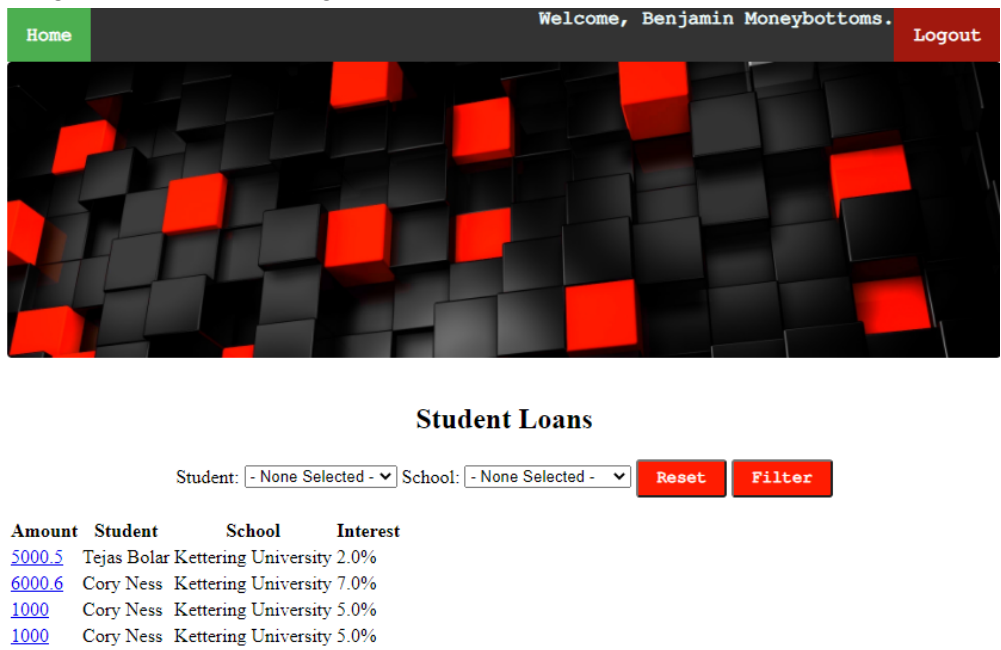 Home
Welcome, Benjamin Moneybottoms.
Logout
Student Loans
Student: - None Selected - School: - None Selected - Reset Filter
Amount Student School Interest
5000.5 Tejas Bolar Kettering University 2.0%
6000.6 Cory Ness Kettering University 7.0%
1000 Cory Ness Kettering University 5.0%
1000 Cory Ness Kettering University 5.0%